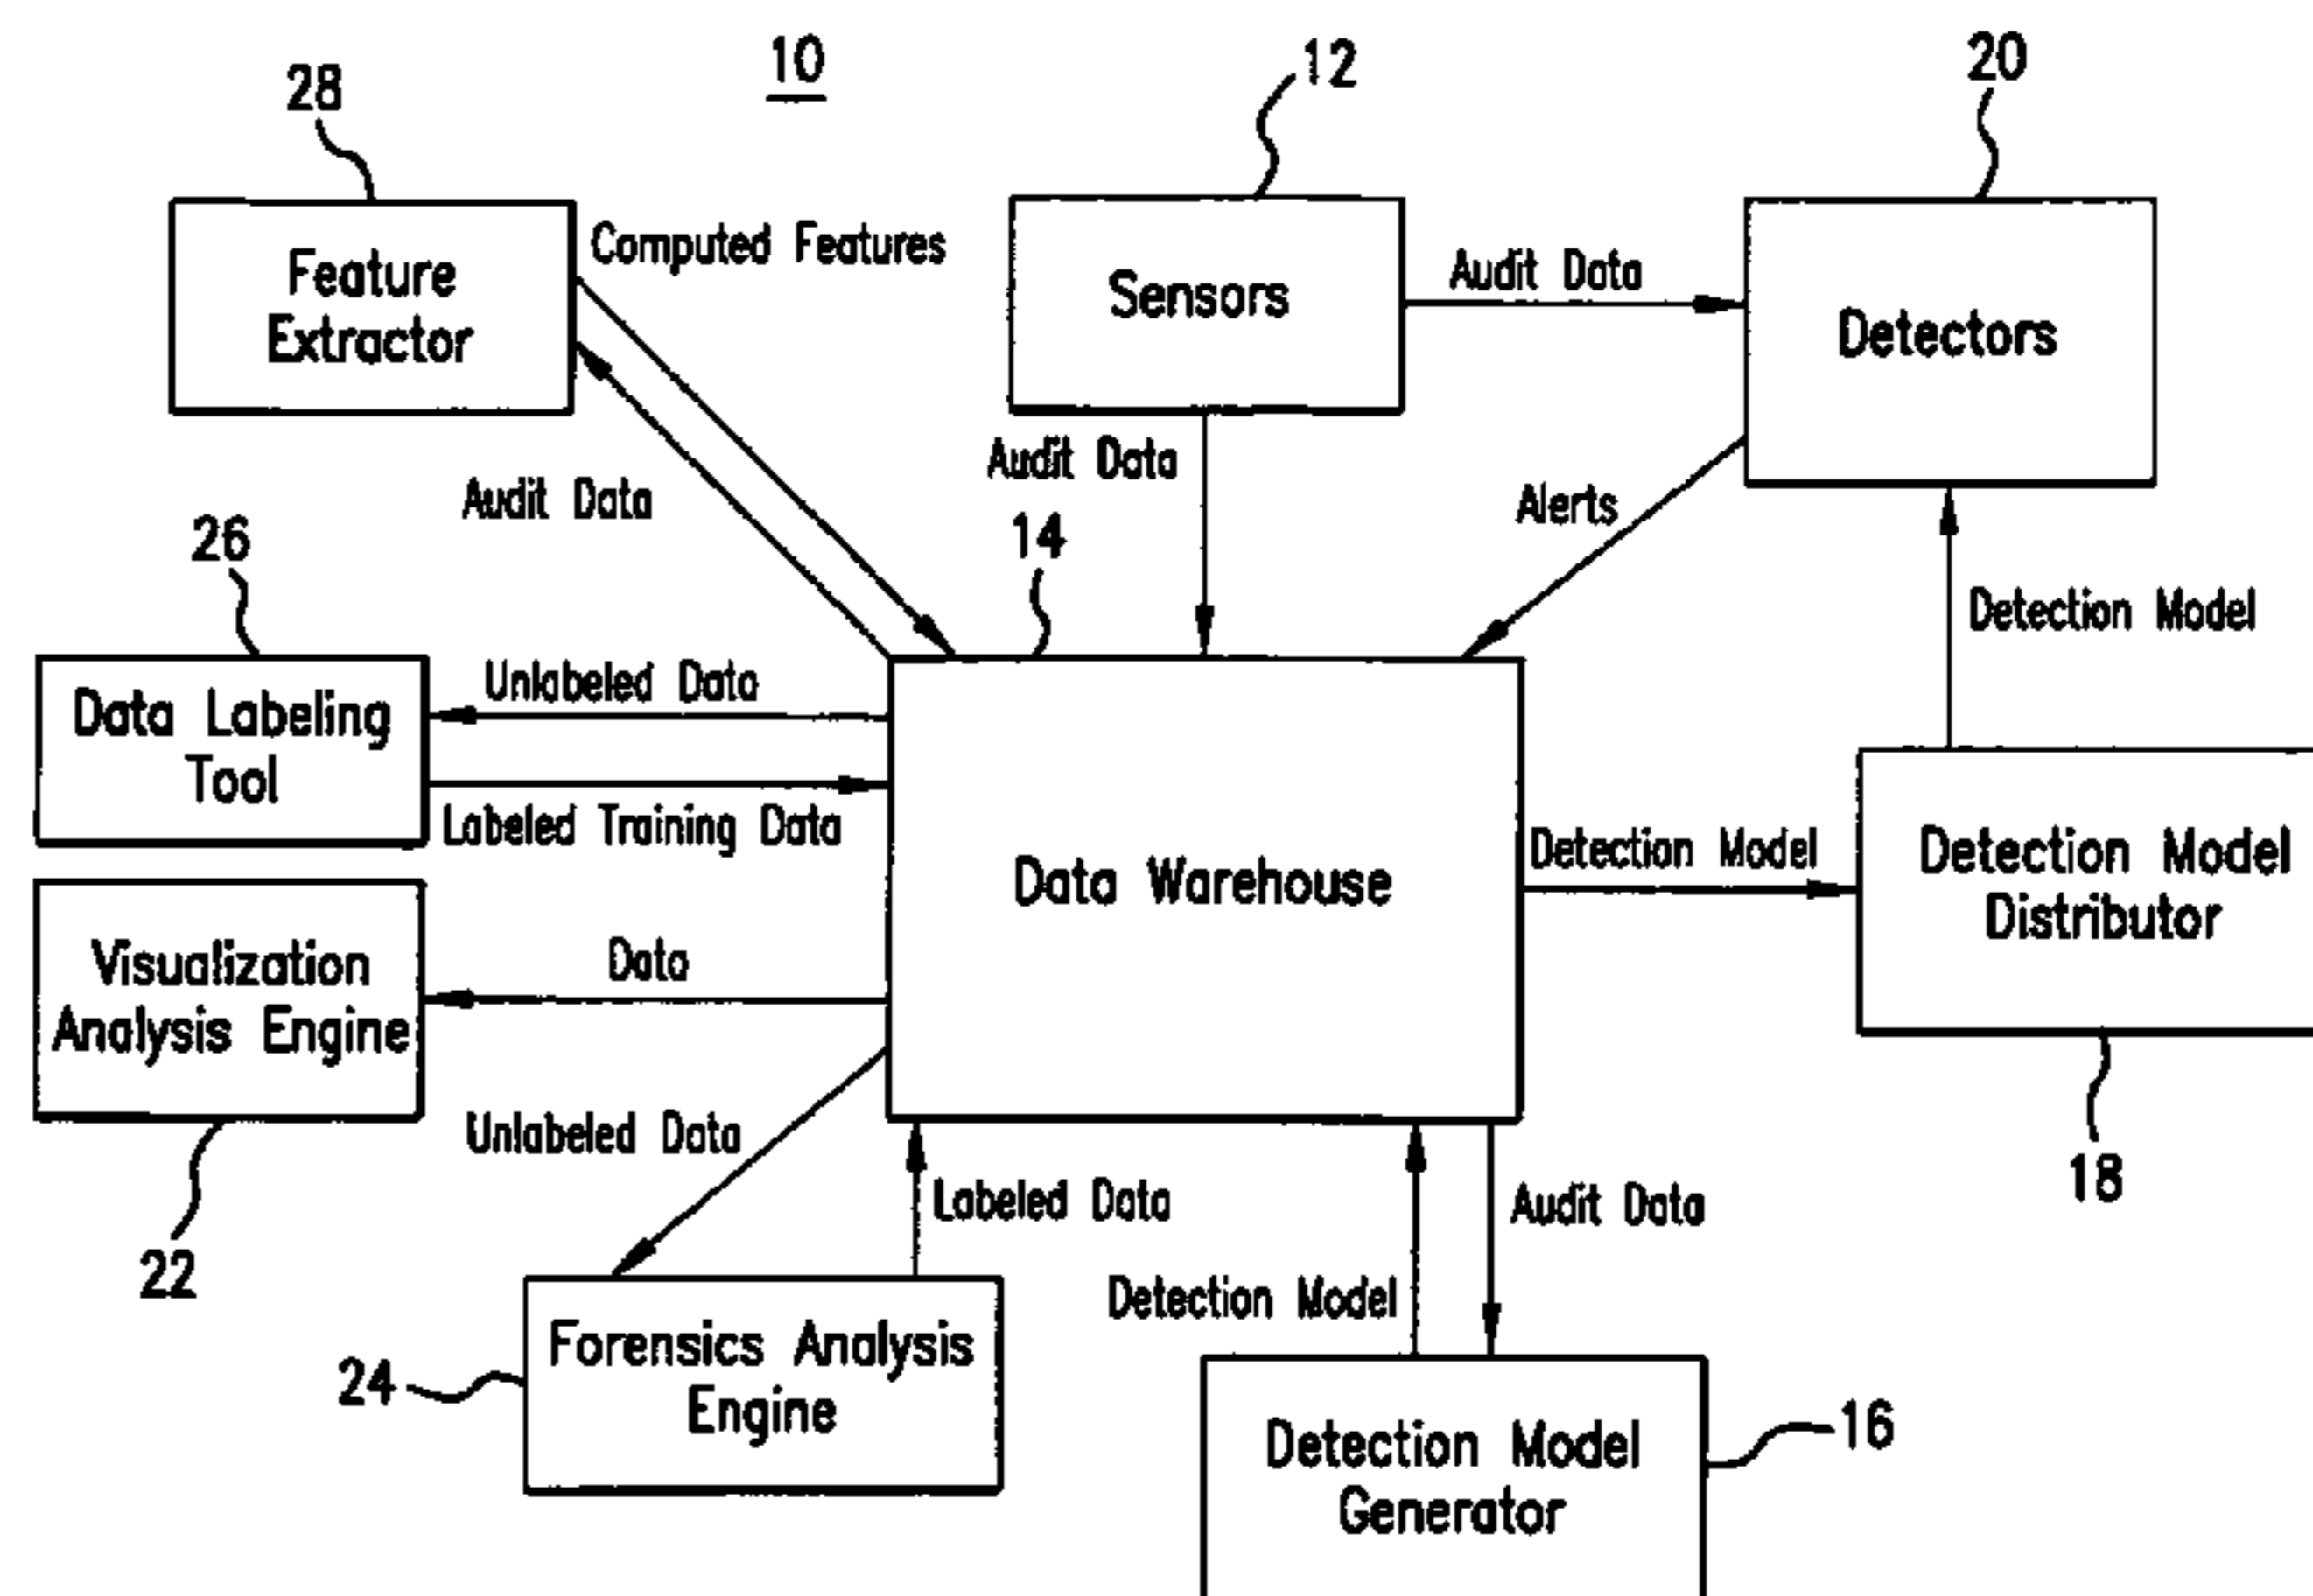 10
12
20
28
Feature
Extractor
Computed Features
Sensors
Audit Data
Detectors
Audit Data
Audit Data
Alerts
14
26
Detection Model
Data Labeling
Tool
Unlabeled Data
Labeled Training Data
Data Warehouse
Detection Model
Detection Model
Distributor
Visualization
Analysis Engine
Data
Unlabeled Data
Labeled Data
Audit Data
18
22
Detection Model
24
Forensics Analysis
Engine
Detection Model
Generator
16